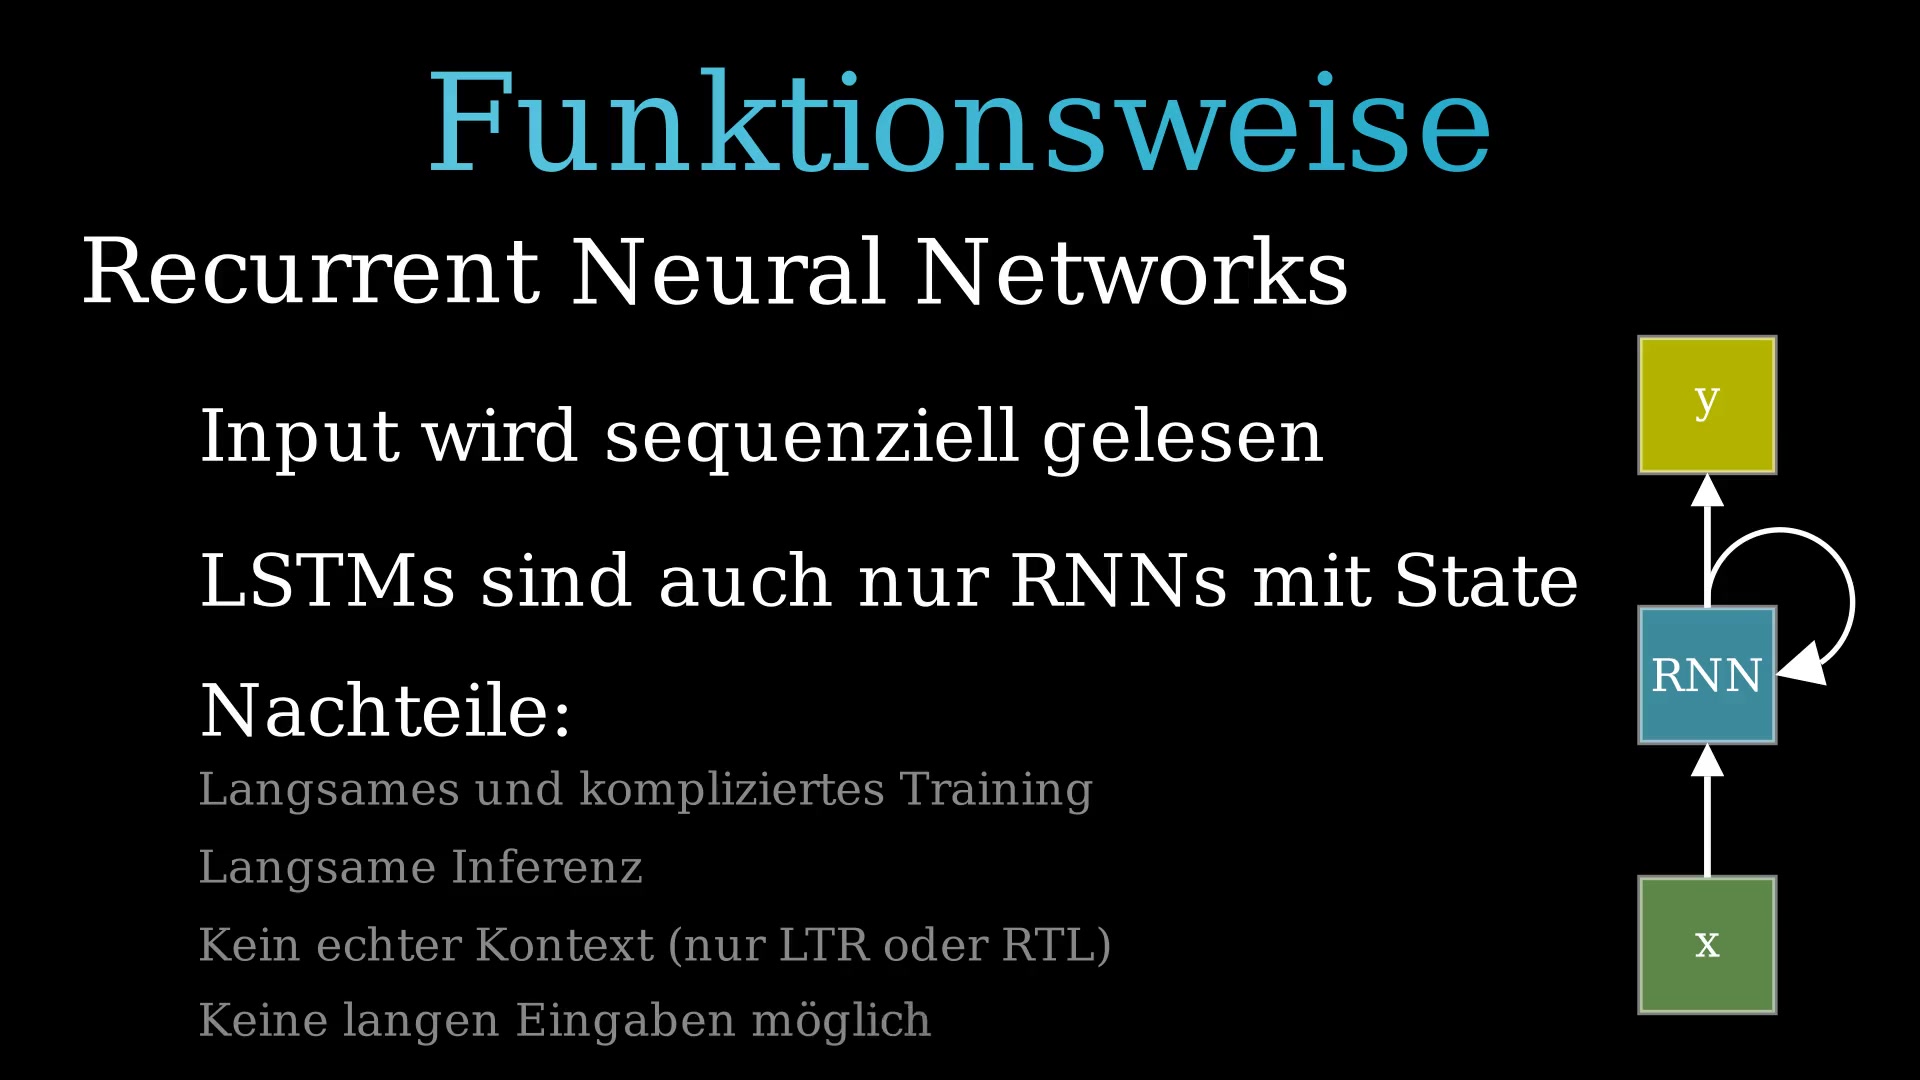 Funktionsweise
Recurrent Neural Networks
Input wird sequenziell gelesen
LSTMs sind auch nur RNNs mit State
Nachteile:
Langsames und kompliziertes Training
Langsame Inferenz
Kein echter Kontext (nur LTR oder RTL)
Keine langen Eingaben möglich
y
RNN
x